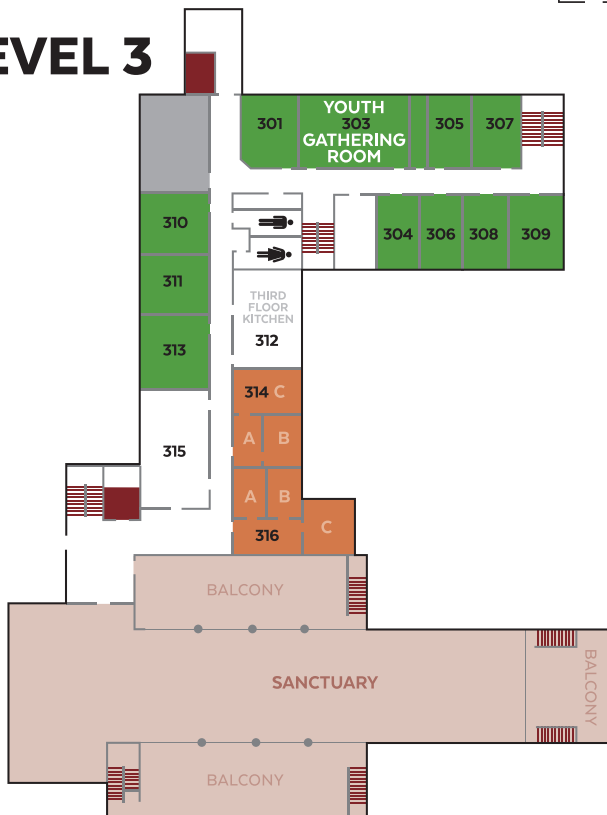 EVEL 3
301
YOUTH
303
GATHERING
ROOM
305
307
310
304
306
308
309
311
THIRD
FLOOR
KITCHEN
312
313
314 C
A
B
315
A
B
316
C
BALCONY
SANCTUARY
BALCONY
BALCONY